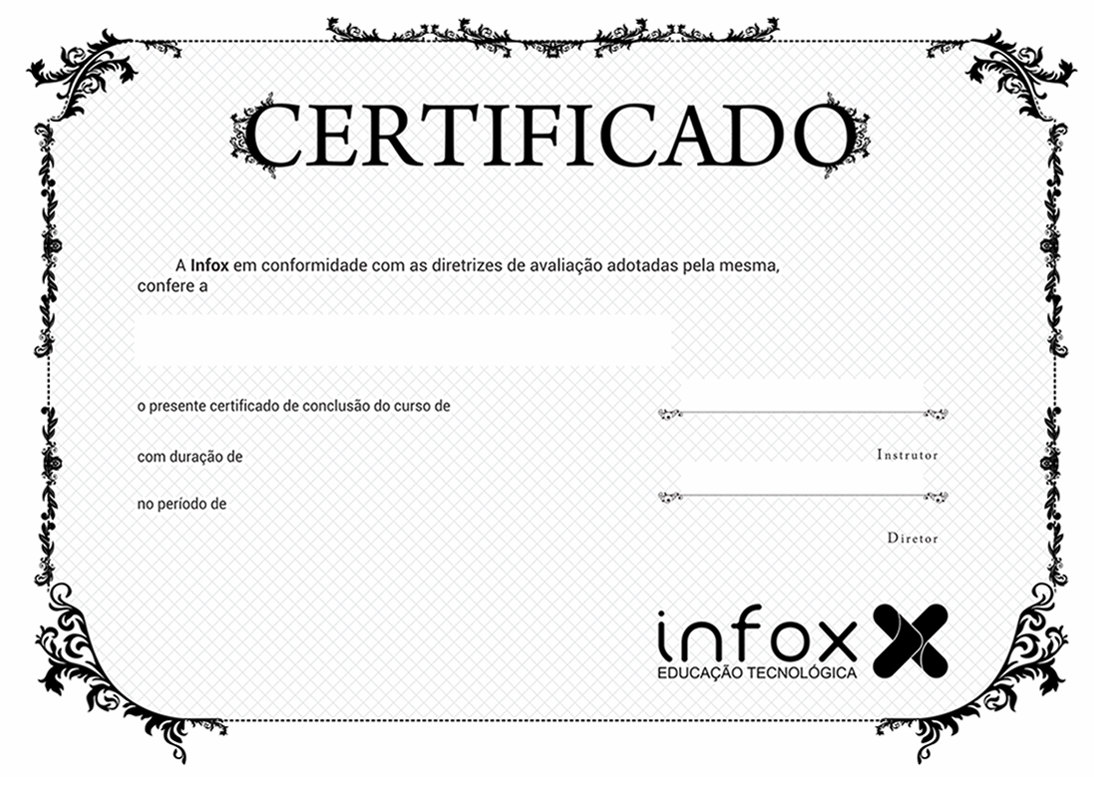 CERTIFICADO
A Infox em conformidade com as diretrizes de avaliação adotadas pela mesma,
confere a
o presente certificado de conclusão do curso de
com duração de
Instrutor
no período de
Diretor
infox
EDUCAÇÃO TECNOLÓGICA